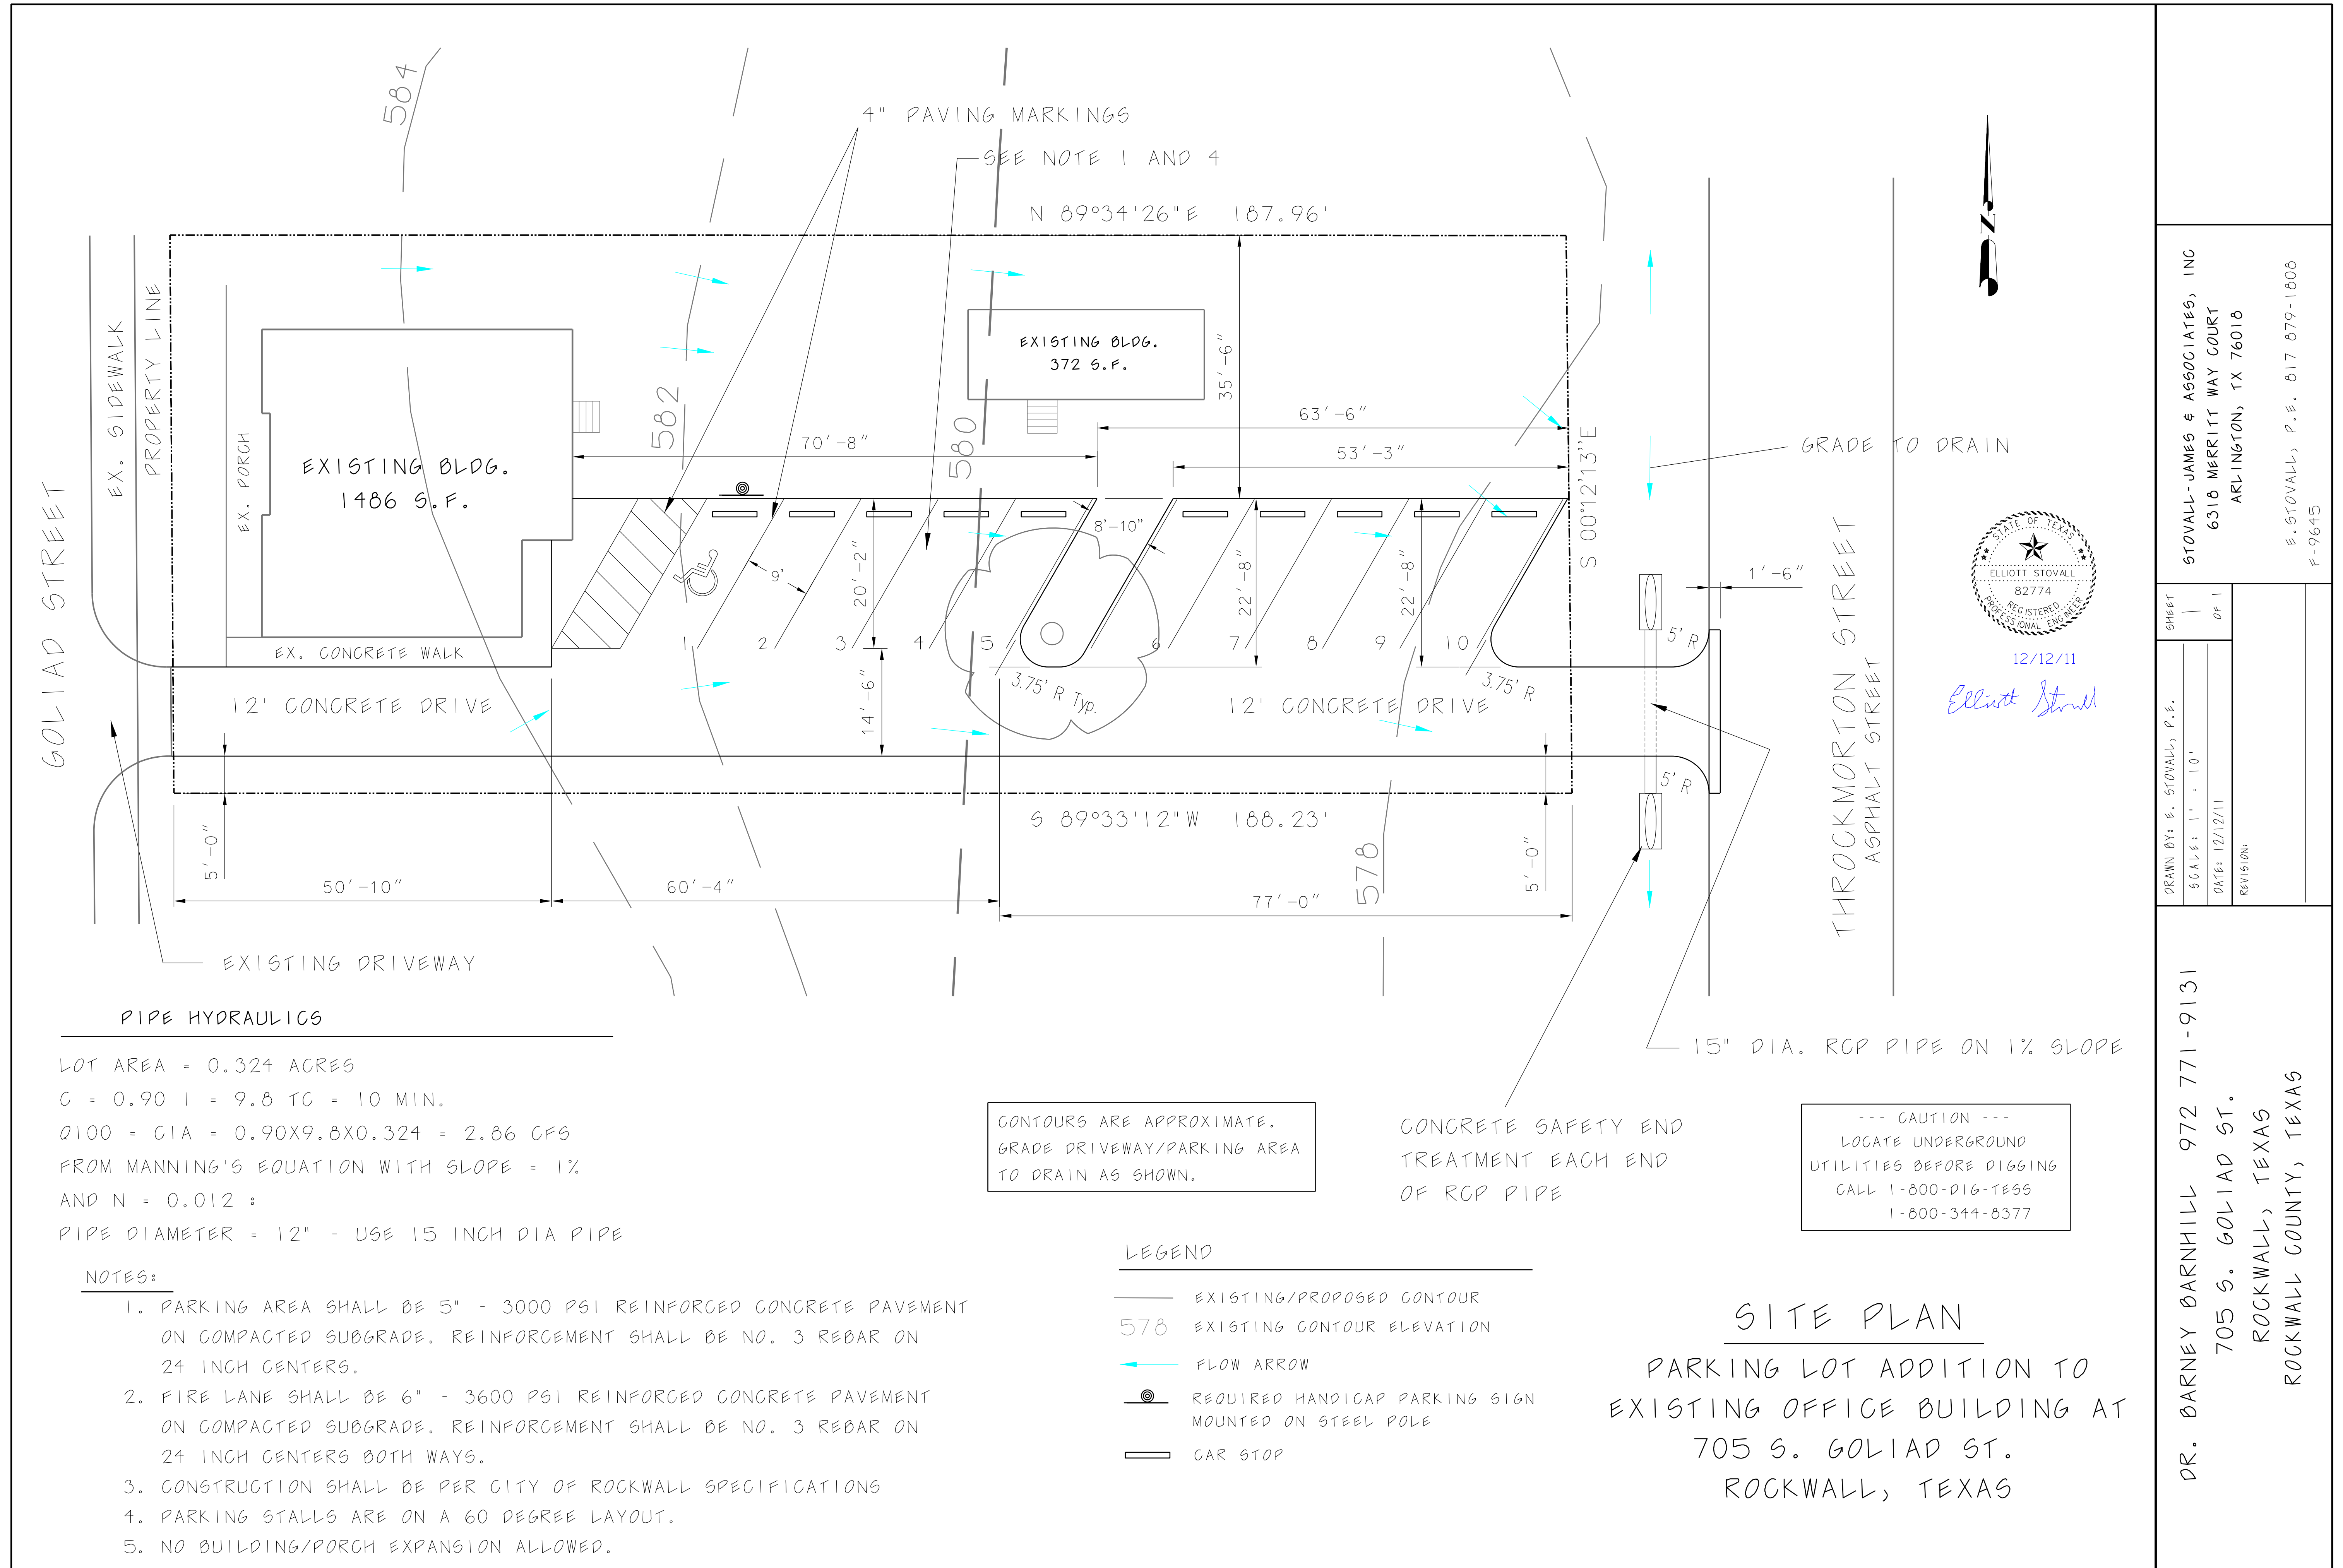 584
4" PAVING MARKINGS
SEE NOTE 1 AND 4
N 89°34'26"E 187.96'
N
EX. SIDEWALK
PROPERTY LINE
GOLIAD STREET
EX. PORCH
EXISTING BLDG.
1486 S.F.
EX. CONCRETE WALK
12' CONCRETE DRIVE
582
70'-8"
580
EXISTING BLDG.
372 S.F.
35'-6"
63'-6"
53'-3"
S 00°12'13"E
GRADE TO DRAIN
8'-10"
9'
20'-2"
22'-8"
22'-8"
1
2
3
4
5
6
7
8
9
10
14'-6"
3.75' R Typ.
3.75' R
12' CONCRETE DRIVE
5' R
5' R
1'-6"
THROCKMORTON STREET
ASPHALT STREET
STATE OF TEXAS
ELLIOTT STOVALL
82774
REGISTERED
PROFESSIONAL ENGINEER
12/12/11
Elliott Stovall
S 89°33'12"W 188.23'
5'-0"
50'-10"
60'-4"
77'-0"
578
5'-0"
EXISTING DRIVEWAY
15" DIA. RCP PIPE ON 1% SLOPE
CONCRETE SAFETY END
TREATMENT EACH END
OF RCP PIPE
PIPE HYDRAULICS
LOT AREA = 0.324 ACRES
C = 0.90 I = 9.8 TC = 10 MIN.
Q100 = CIA = 0.90X9.8X0.324 = 2.86 CFS
FROM MANNING'S EQUATION WITH SLOPE = 1%
AND N = 0.012 :
PIPE DIAMETER = 12" - USE 15 INCH DIA PIPE
NOTES:
1. PARKING AREA SHALL BE 5" - 3000 PSI REINFORCED CONCRETE PAVEMENT
ON COMPACTED SUBGRADE. REINFORCEMENT SHALL BE NO. 3 REBAR ON
24 INCH CENTERS.
2. FIRE LANE SHALL BE 6" - 3600 PSI REINFORCED CONCRETE PAVEMENT
ON COMPACTED SUBGRADE. REINFORCEMENT SHALL BE NO. 3 REBAR ON
24 INCH CENTERS BOTH WAYS.
3. CONSTRUCTION SHALL BE PER CITY OF ROCKWALL SPECIFICATIONS
4. PARKING STALLS ARE ON A 60 DEGREE LAYOUT.
5. NO BUILDING/PORCH EXPANSION ALLOWED.
CONTOURS ARE APPROXIMATE.
GRADE DRIVEWAY/PARKING AREA
TO DRAIN AS SHOWN.
LEGEND
EXISTING/PROPOSED CONTOUR
578 EXISTING CONTOUR ELEVATION
FLOW ARROW
REQUIRED HANDICAP PARKING SIGN
MOUNTED ON STEEL POLE
CAR STOP
--- CAUTION ---
LOCATE UNDERGROUND
UTILITIES BEFORE DIGGING
CALL 1-800-DIG-TESS
1-800-344-8377
SITE PLAN
PARKING LOT ADDITION TO
EXISTING OFFICE BUILDING AT
705 S. GOLIAD ST.
ROCKWALL, TEXAS
STOVALL-JAMES & ASSOCIATES, INC
6318 MERRITT WAY COURT
ARLINGTON, TX 76018
E.STOVALL, P.E. 817 879-1808
F-9645
SHEET
1
OF 1
DRAWN BY: E. STOVALL, P.E.
SCALE: 1" : 10'
DATE: 12/12/11
REVISION:
DR. BARNEY BARNHILL 972 771-9131
705 S. GOLIAD ST.
ROCKWALL, TEXAS
ROCKWALL COUNTY, TEXAS